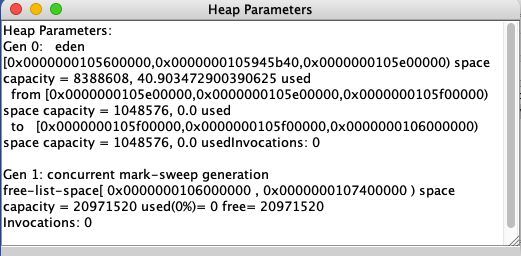 Heap Parameters
Heap Parameters:
Gen 0:   eden
[0x0000000105600000,0x0000000105945b40,0x0000000105e00000) space
capacity = 8388608, 40.903472900390625 used
  from [0x0000000105e00000,0x0000000105e00000,0x0000000105f00000)
space capacity = 1048576, 0.0 used
  to   [0x0000000105f00000,0x0000000105f00000,0x0000000106000000)
space capacity = 1048576, 0.0 usedInvocations: 0
Gen 1: concurrent mark-sweep generation
free-list-space[ 0x0000000106000000 , 0x0000000107400000 ) space
capacity = 20971520 used(0%)= 0 free= 20971520
Invocations: 0